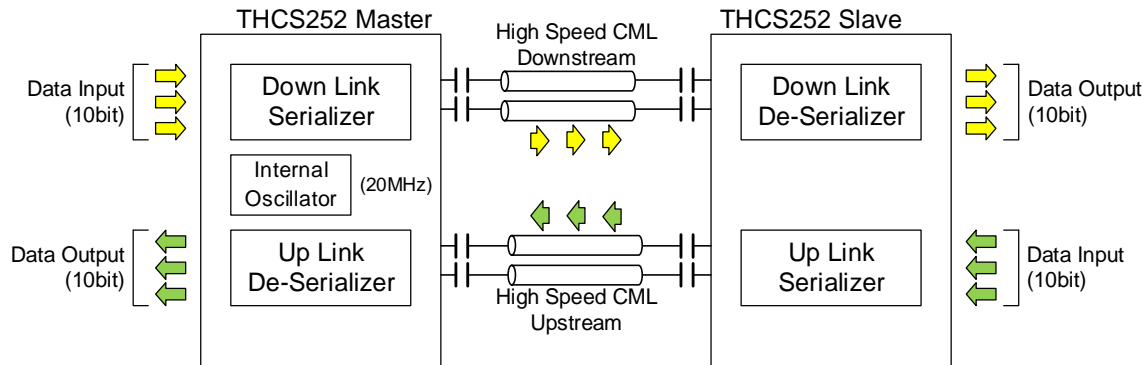 THCS252 Master
High Speed CML
Downstream
THCS252 Slave
Data Input
(10bit)
Down Link
Serializer
Down Link
De-Serializer
Data Output
(10bit)
Internal
Oscillator
(20MHz)
Data Output
(10bit)
Up Link
De-Serializer
High Speed CML
Upstream
Up Link
Serializer
Data Input
(10bit)